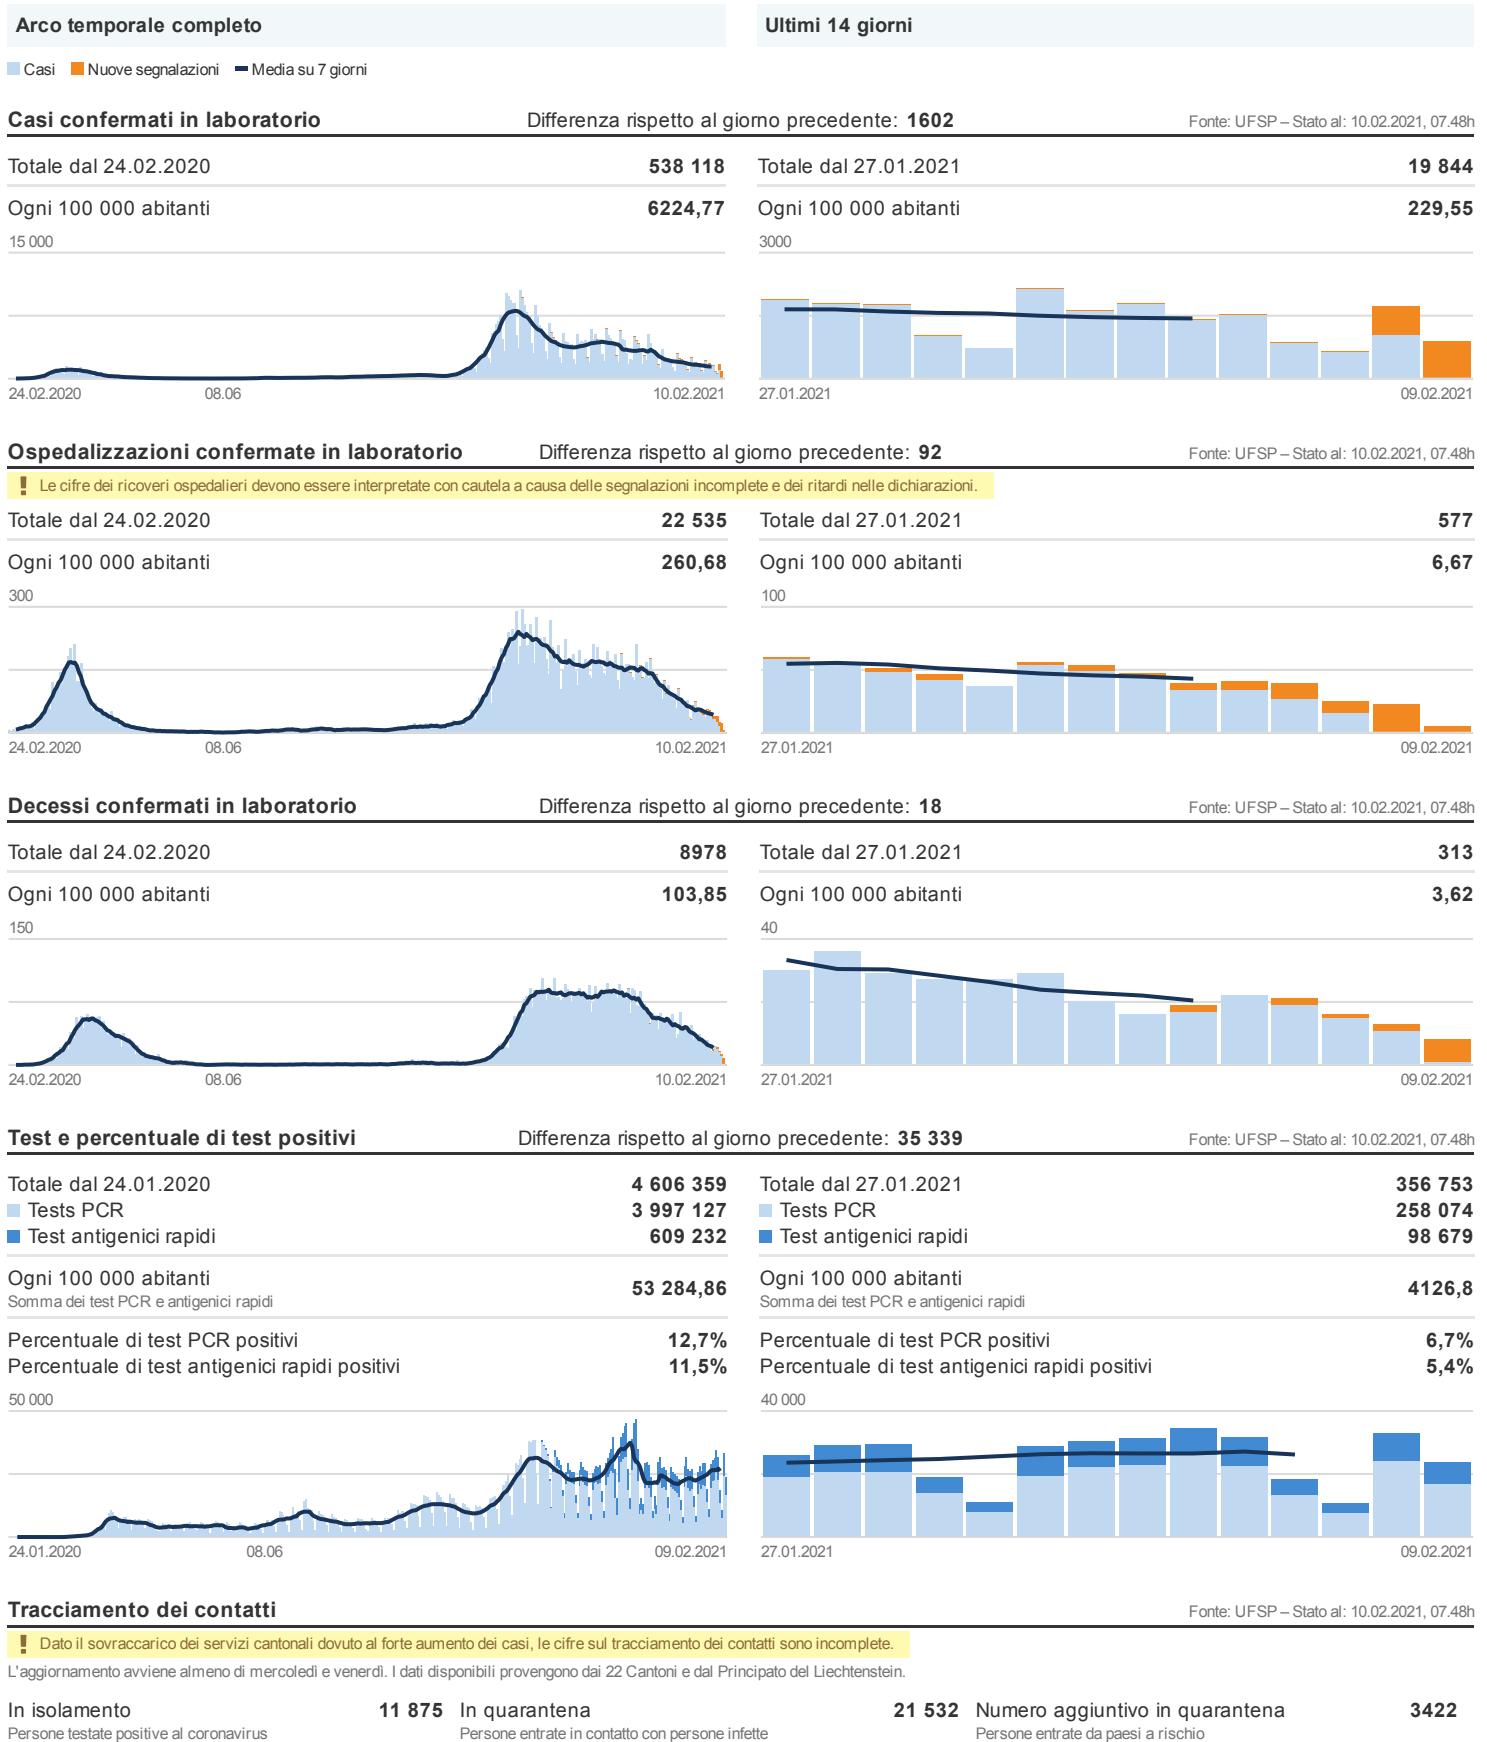 Arco temporale completo
Ultimi 14 giorni
Casi Nuove segnalazioni Media su 7 giorni
Casi confermati in laboratorio Differenza rispetto al giorno precedente: 1602 Fonte: UFSP – Stato al: 10.02.2021, 07.48h
Totale dal 24.02.2020 538 118 Totale dal 27.01.2021 19 844
Ogni 100 000 abitanti 6224,77 Ogni 100 000 abitanti 229,55
15 000 3000
24.02.2020 08.06 10.02.2021 27.01.2021 09.02.2021
Ospedalizzazioni confermate in laboratorio Differenza rispetto al giorno precedente: 92 Fonte: UFSP – Stato al: 10.02.2021, 07.48h
! Le cifre dei ricoveri ospedalieri devono essere interpretate con cautela a causa delle segnalazioni incomplete e dei ritardi nelle dichiarazioni.
Totale dal 24.02.2020 22 535 Totale dal 27.01.2021 577
Ogni 100 000 abitanti 260,68 Ogni 100 000 abitanti 6,67
300 100
24.02.2020 08.06 10.02.2021 27.01.2021 09.02.2021
Decessi confermati in laboratorio Differenza rispetto al giorno precedente: 18 Fonte: UFSP – Stato al: 10.02.2021, 07.48h
Totale dal 24.02.2020 8978 Totale dal 27.01.2021 313
Ogni 100 000 abitanti 103,85 Ogni 100 000 abitanti 3,62
150 40
24.02.2020 08.06 10.02.2021 27.01.2021 09.02.2021
Test e percentuale di test positivi Differenza rispetto al giorno precedente: 35 339 Fonte: UFSP – Stato al: 10.02.2021, 07.48h
Totale dal 24.01.2020 4 606 359 Totale dal 27.01.2021 356 753
Tests PCR 3 997 127 Tests PCR 258 074
Test antigenici rapidi 609 232 Test antigenici rapidi 98 679
Ogni 100 000 abitanti 53 284,86 Ogni 100 000 abitanti 4126,8
Somma dei test PCR e antigenici rapidi Somma dei test PCR e antigenici rapidi
Percentuale di test PCR positivi 12,7% Percentuale di test PCR positivi 6,7%
Percentuale di test antigenici rapidi positivi 11,5% Percentuale di test antigenici rapidi positivi 5,4%
50 000 40 000
24.01.2020 08.06 09.02.2021 27.01.2021 09.02.2021
Tracciamento dei contatti Fonte: UFSP – Stato al: 10.02.2021, 07.48h
! Dato il sovraccarico dei servizi cantonali dovuto al forte aumento dei casi, le cifre sul tracciamento dei contatti sono incomplete.
L'aggiornamento avviene almeno di mercoledì e venerdì. I dati disponibili provengono dai 22 Cantoni e dal Principato del Liechtenstein.
In isolamento 11 875 In quarantena 21 532 Numero aggiuntivo in quarantena 3422
Persone testate positive al coronavirus Persone entrate in contatto con persone infette Persone entrate da paesi a rischio